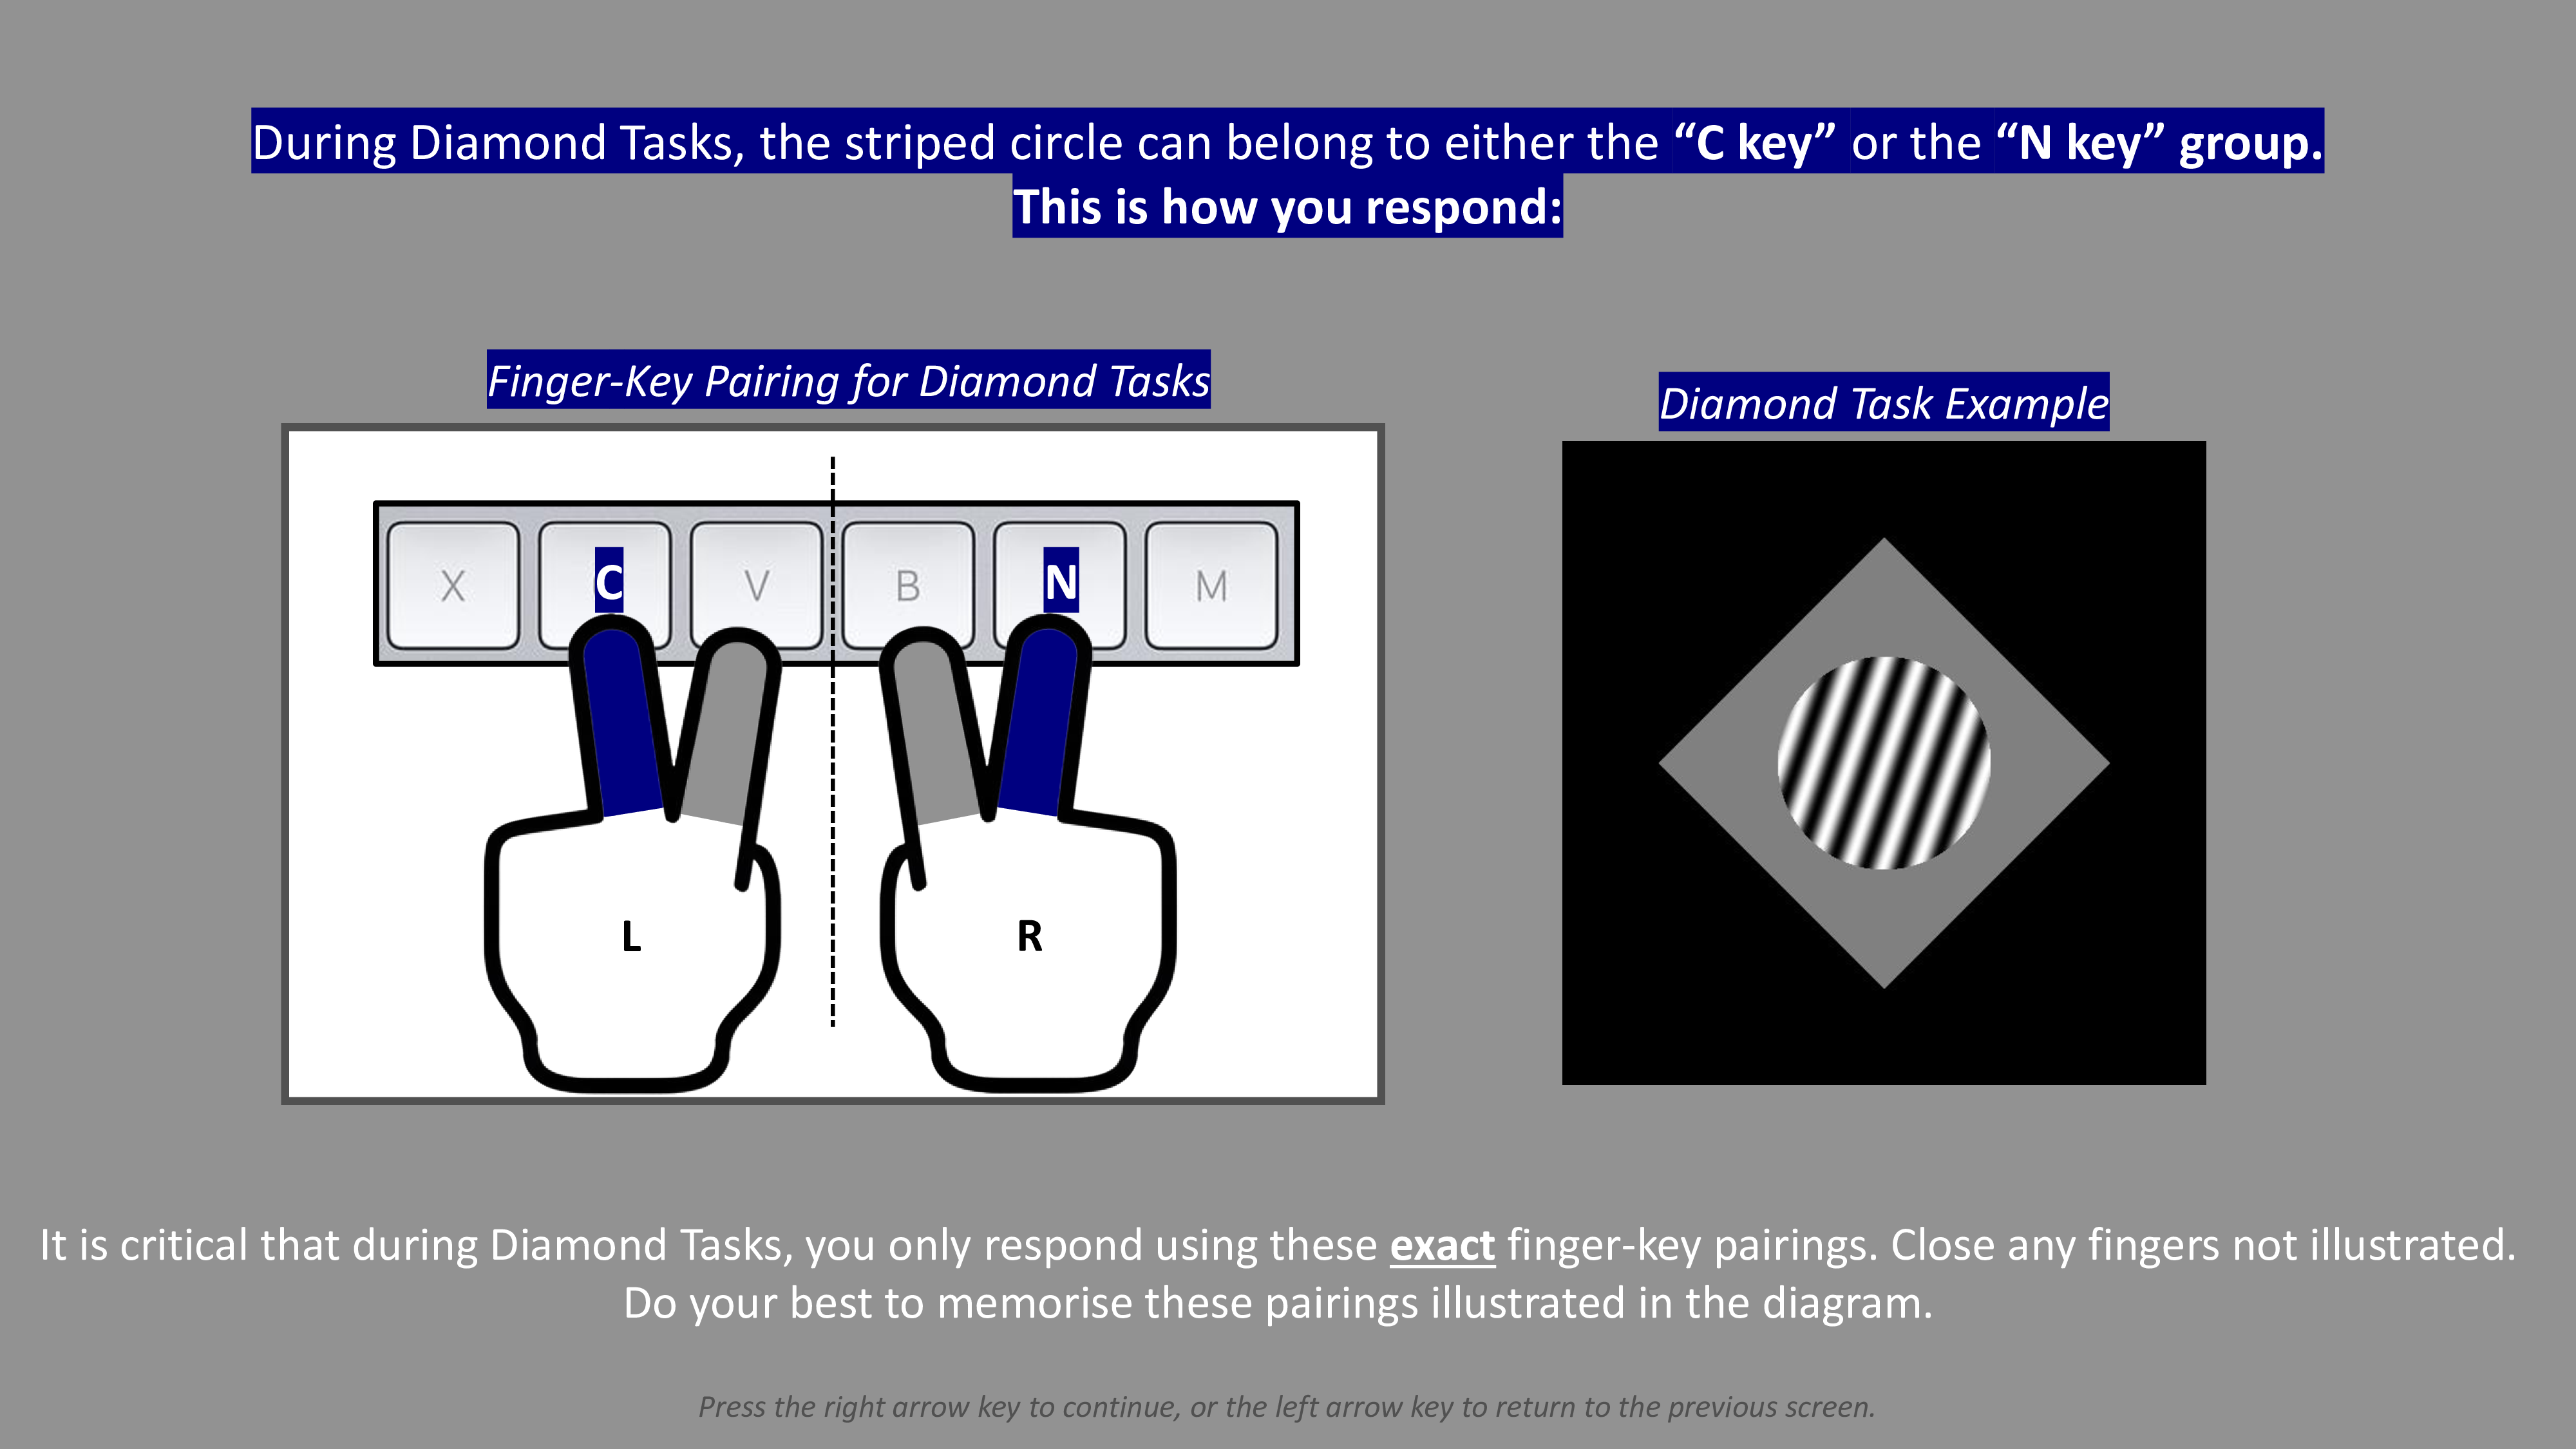 During Diamond Tasks, the striped circle can belong to either the “C key” or the “N key” group.
This is how you respond:
Finger-Key Pairing for Diamond Tasks
Diamond Task Example
X C V B N M
L R
It is critical that during Diamond Tasks, you only respond using these exact finger-key pairings. Close any fingers not illustrated.
Do your best to memorise these pairings illustrated in the diagram.
Press the right arrow key to continue, or the left arrow key to return to the previous screen.